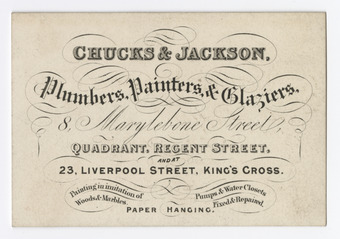 CHUCKS & JACKSON,
Plumbers, Painters, & Glaziers,
8, Marylebone Street,
QUADRANT, REGENT STREET,
AND AT
23, LIVERPOOL STREET, KING'S CROSS.
Painting in imitation of
Woods & Marbles.
Pumps & Water Closets
Fixed & Repaired.
PAPER HANGING.